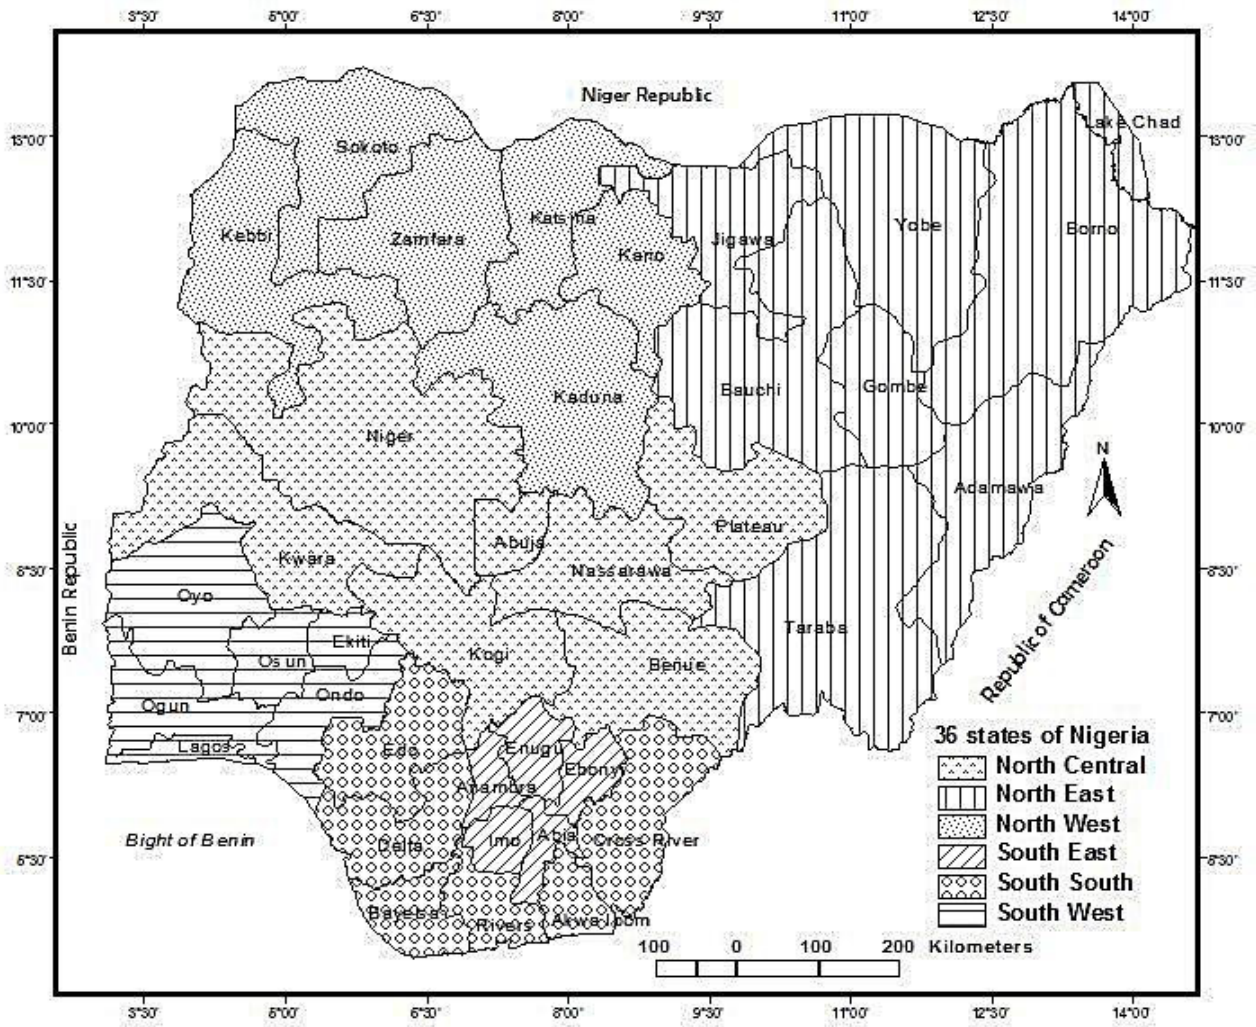 3°30' 5°00' 6°30' 8°00' 9°30' 11°00' 12°30' 14°00'
Niger Republic
Lake Chad
13°00' 13°00'
Sokoto
Katsina
Kebbi Zamfara Kano Jigawa Yobe Borno
11°30' 11°30'
Kaduna Bauchi Gombe
Niger
10°00' 10°00'
N
Adamawa
Plateau
Abuja
Kwara
Nassarawa
8°30' 8°30'
Benin Republic
Republic of Cameroon
Oyo
Taraba
Ekiti
Osun
Kogi
Benue
Ondo
Ogun
7°00' 7°00'
36 states of Nigeria
Lagos
Edo
Enugu
Ebony
North Central
Anambra
North East
North West
Bight of Benin
Delta
Imo
Abia
Cross River
South East
South South
Bayelsa
Rivers
Akwa Ibom
South West
100 0 100 200 Kilometers
3°30' 5°00' 6°30' 8°00' 9°30' 11°00' 12°30' 14°00'